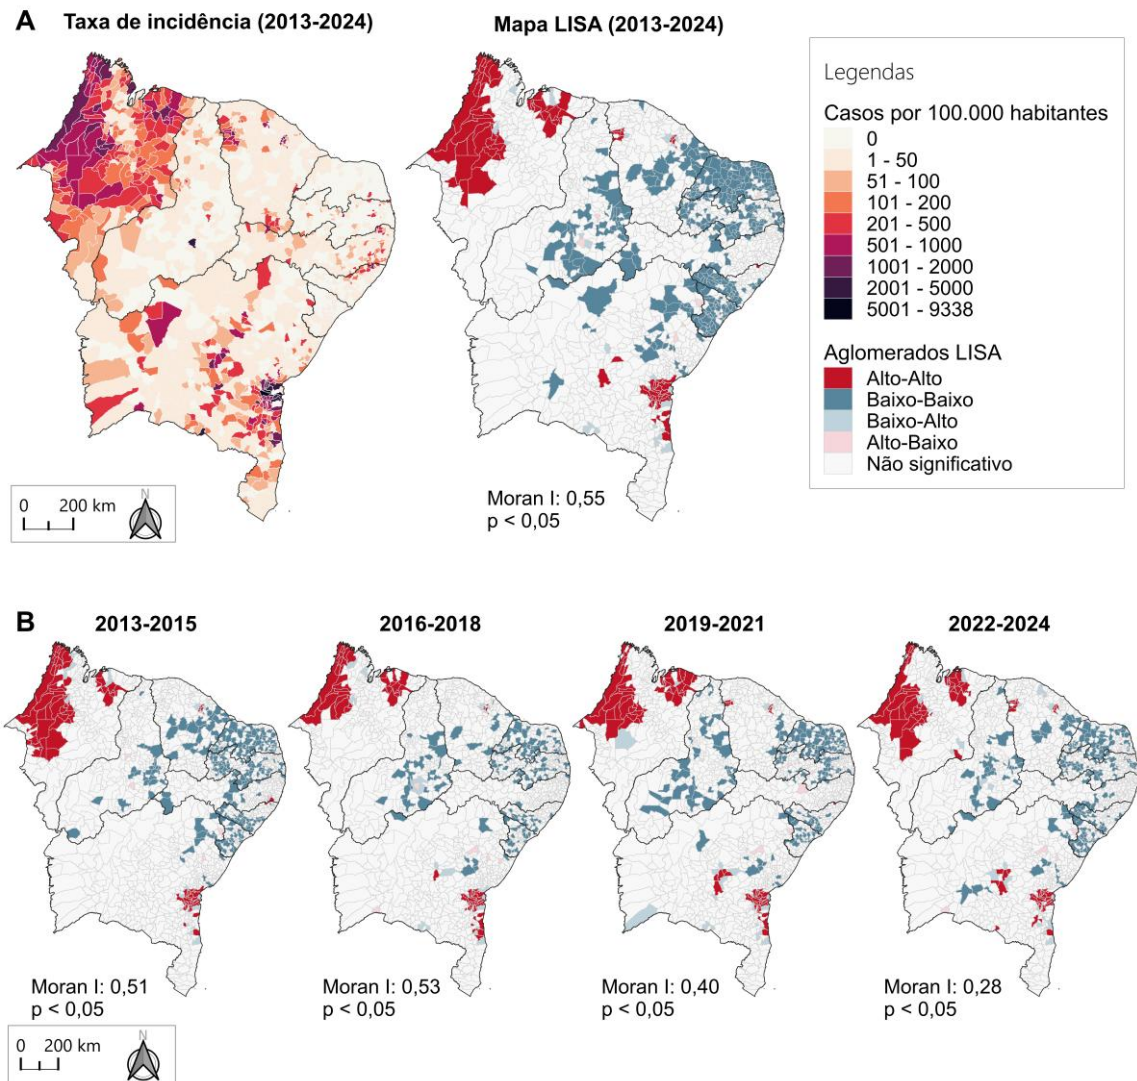 A
Taxa de incidência (2013-2024)
Mapa LISA (2013-2024)
Legendas
Casos por 100.000 habitantes
0
1 - 50
51 - 100
101 - 200
201 - 500
501 - 1000
1001 - 2000
2001 - 5000
5001 - 9338
Aglomerados LISA
Alto-Alto
Baixo-Baixo
Baixo-Alto
Alto-Baixo
Não significativo
0 200 km
N
Moran I: 0,55
p < 0,05
B
2013-2015
2016-2018
2019-2021
2022-2024
Moran I: 0,51
p < 0,05
Moran I: 0,53
p < 0,05
Moran I: 0,40
p < 0,05
Moran I: 0,28
p < 0,05
0 200 km
N